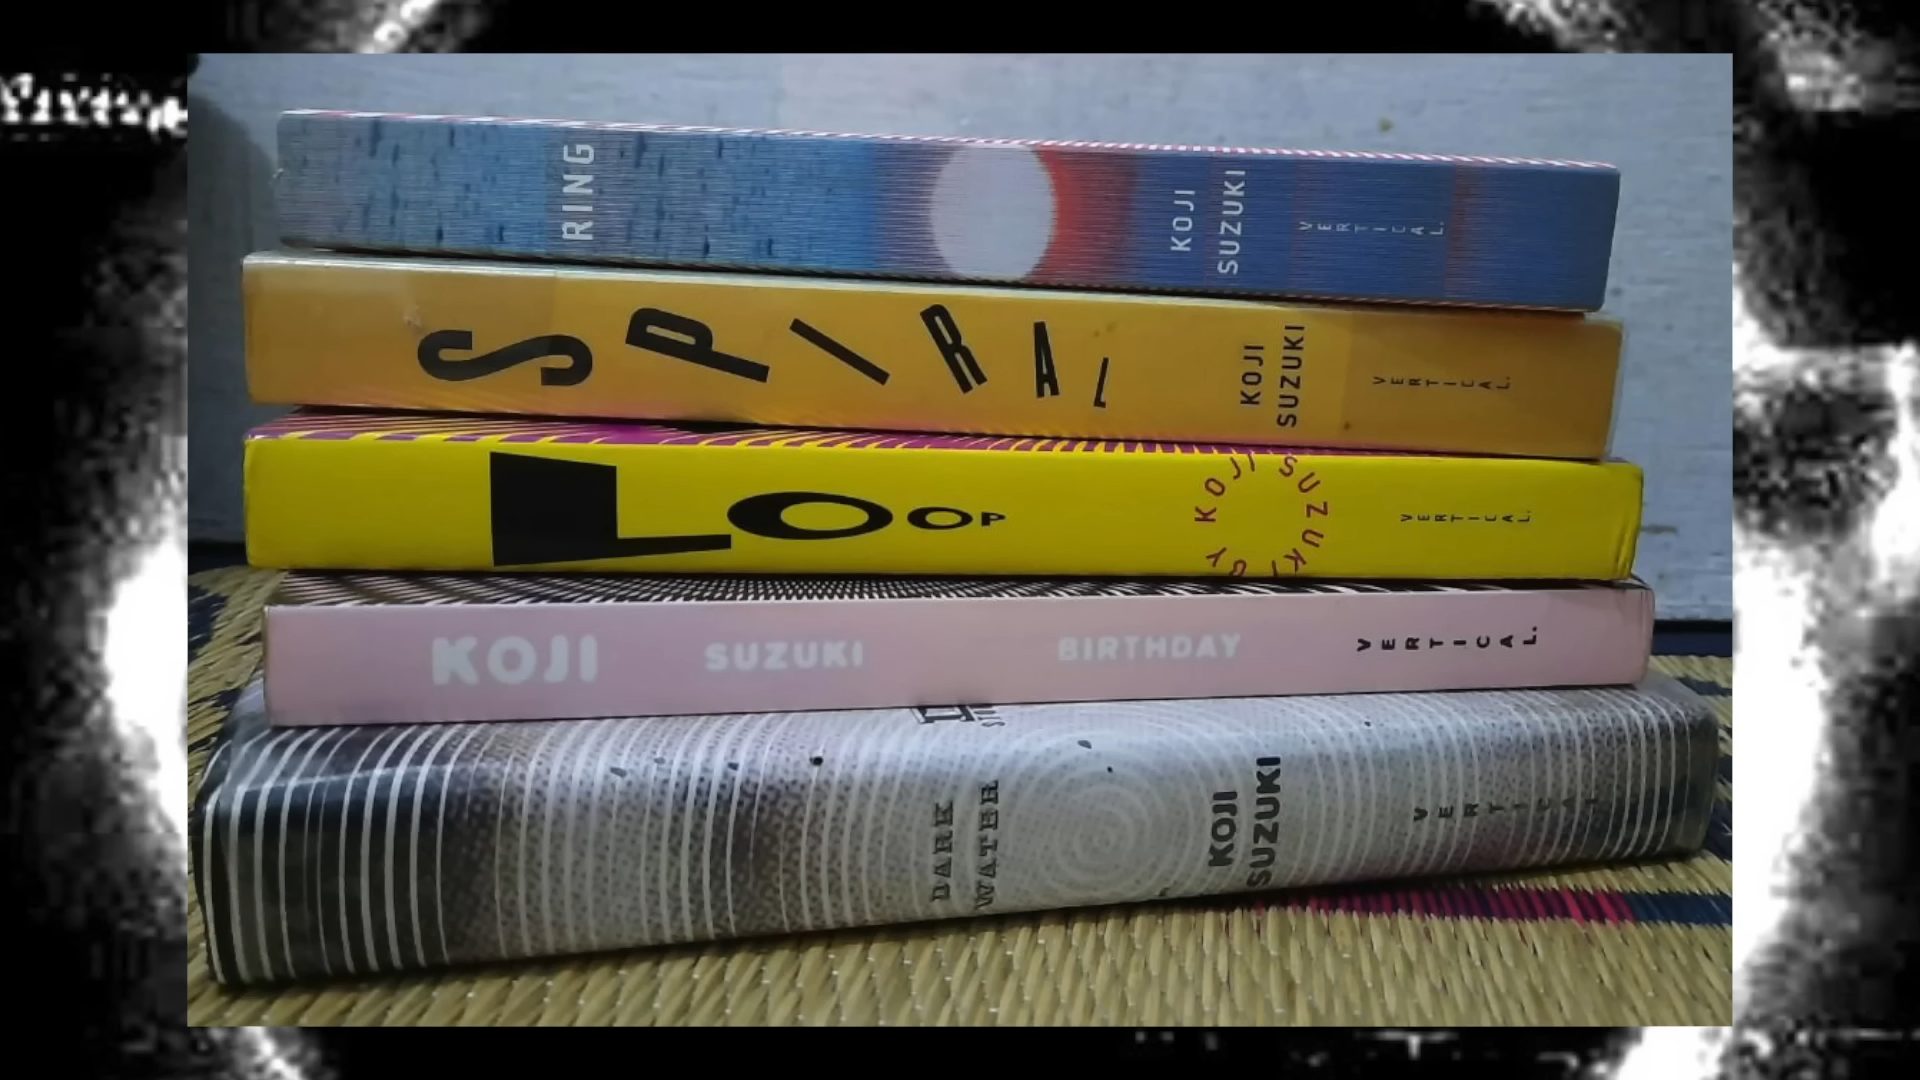 RING
KOJI
SUZUKI
VERTICAL.
SPIRAL
KOJI
SUZUKI
VERTICAL.
LOOP
KOJI SUZUKI
VERTICAL.
KOJI SUZUKI BIRTHDAY VERTICAL.
DARK
WATER
KOJI
SUZUKI
VERTICAL